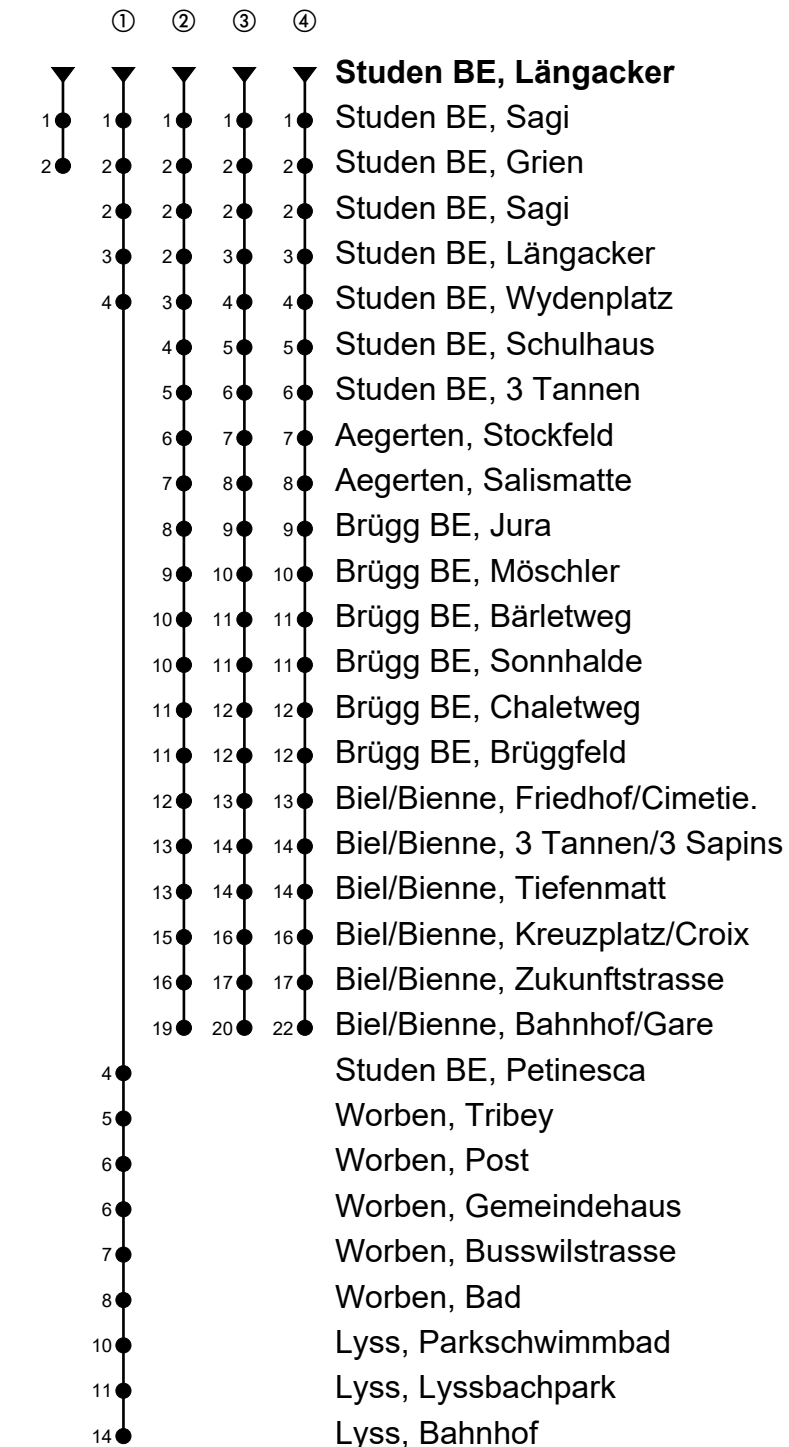 ① ② ③ ④
Studen BE, Längacker
1 1 1 1 1 Studen BE, Sagi
2 2 2 2 2 Studen BE, Grien
2 2 2 2 Studen BE, Sagi
3 2 3 3 Studen BE, Längacker
4 3 4 4 Studen BE, Wydenplatz
4 5 5 Studen BE, Schulhaus
5 6 6 Studen BE, 3 Tannen
6 7 7 Aegerten, Stockfeld
7 8 8 Aegerten, Salismatte
8 9 9 Brügg BE, Jura
9 10 10 Brügg BE, Möschler
10 11 11 Brügg BE, Bärletweg
10 11 11 Brügg BE, Sonnhalde
11 12 12 Brügg BE, Chaletweg
11 12 12 Brügg BE, Brüggfeld
12 13 13 Biel/Bienne, Friedhof/Cimetie.
13 14 14 Biel/Bienne, 3 Tannen/3 Sapins
13 14 14 Biel/Bienne, Tiefenmatt
15 16 16 Biel/Bienne, Kreuzplatz/Croix
16 17 17 Biel/Bienne, Zukunftstrasse
19 20 22 Biel/Bienne, Bahnhof/Gare
4 Studen BE, Petinesca
5 Worben, Tribey
6 Worben, Post
6 Worben, Gemeindehaus
7 Worben, Busswilstrasse
8 Worben, Bad
10 Lyss, Parkschwimmbad
11 Lyss, Lyssbachpark
14 Lyss, Bahnhof